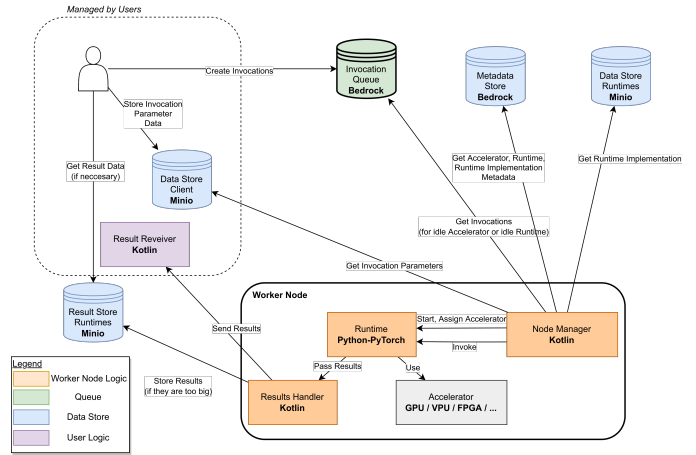 Managed by Users
Create Invocations
Invocation
Queue
Bedrock
Metadata
Store
Bedrock
Data Store
Runtimes
Minio
Store Invocation
Parameter
Data
Get Result Data
(if neccesary)
Data Store
Client
Minio
Get Accelerator, Runtime,
Runtime Implementation
Metadata
Get Runtime Implementation
Result Reveiver
Kotlin
Get Invocations
(for idle Accelerator or idle Runtime)
Get Invocation Parameters
Result Store
Runtimes
Minio
Worker Node
Send Results
Runtime
Python-PyTorch
Start, Assign Accelerator
Invoke
Node Manager
Kotlin
Pass Results
Use
Store Results
(if they are too big)
Results Handler
Kotlin
Accelerator
GPU / VPU / FPGA / ...
Legend
Worker Node Logic
Queue
Data Store
User Logic